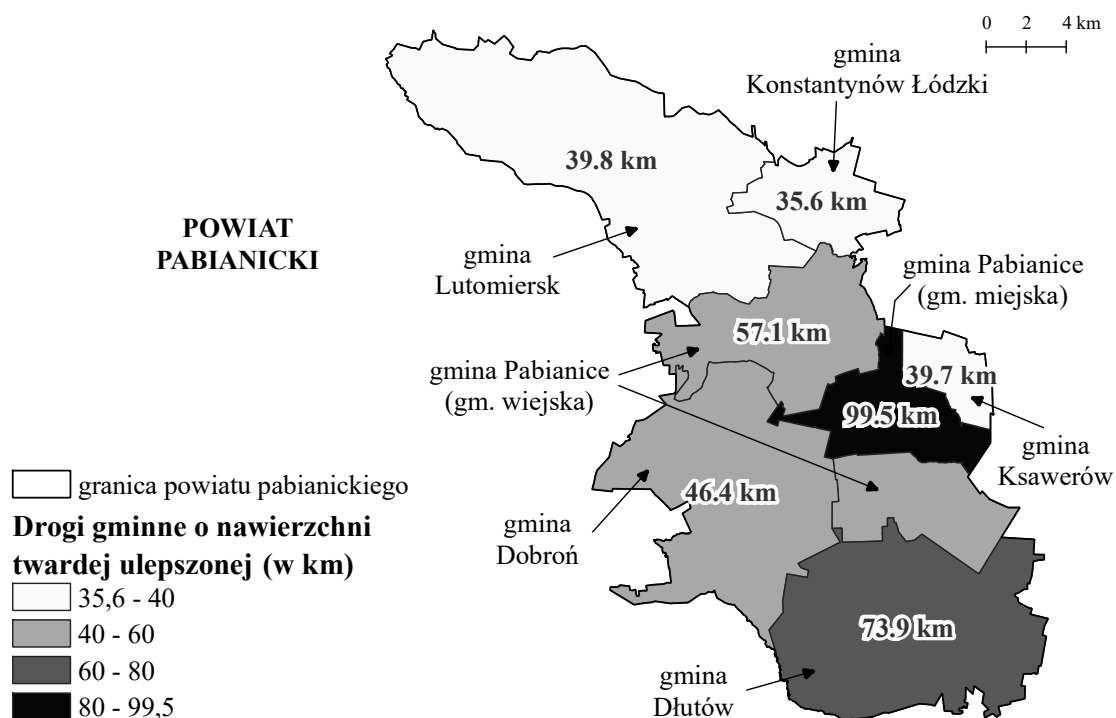 0 2 4 km
gmina
Konstantynów Łódzki
39.8 km
35.6 km
POWIAT
PABIANICKI
gmina
Lutomiersk
gmina Pabianice
(gm. miejska)
57.1 km
gmina Pabianice
(gm. wiejska)
39.7 km
99.5 km
gmina
Ksawerów
46.4 km
gmina
Dobroń
granica powiatu pabianickiego
Drogi gminne o nawierzchni
twardej ulepszonej (w km)
35,6 - 40
40 - 60
60 - 80
80 - 99,5
73.9 km
gmina
Dłutów